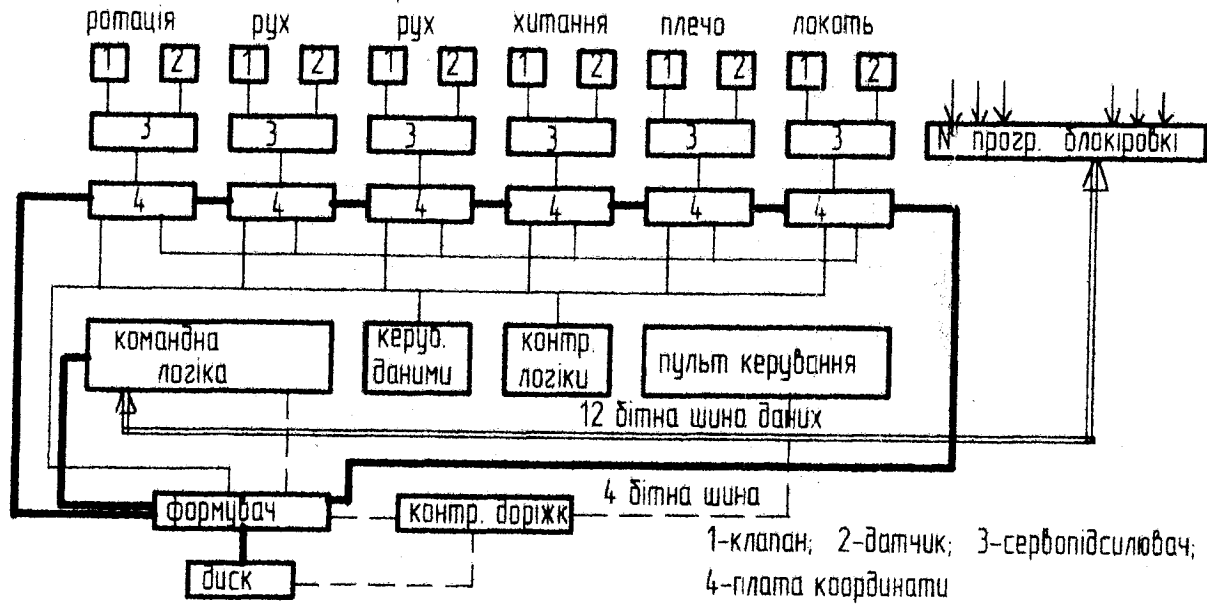 ротація рух рух хитання плечо локоть
1 2 1 2 1 2 1 2 1 2 1 2
3 3 3 3 3 3
N прогр. блокіровкі
4 4 4 4 4 4
командна логіка
керув. даними
контр. логіки
пульт керування
12 бітна шина даних
4 бітна шина
формувач
контр. доріжк
диск
1-клапан; 2-датчик; 3-сервопідсилювач;
4-плата координати